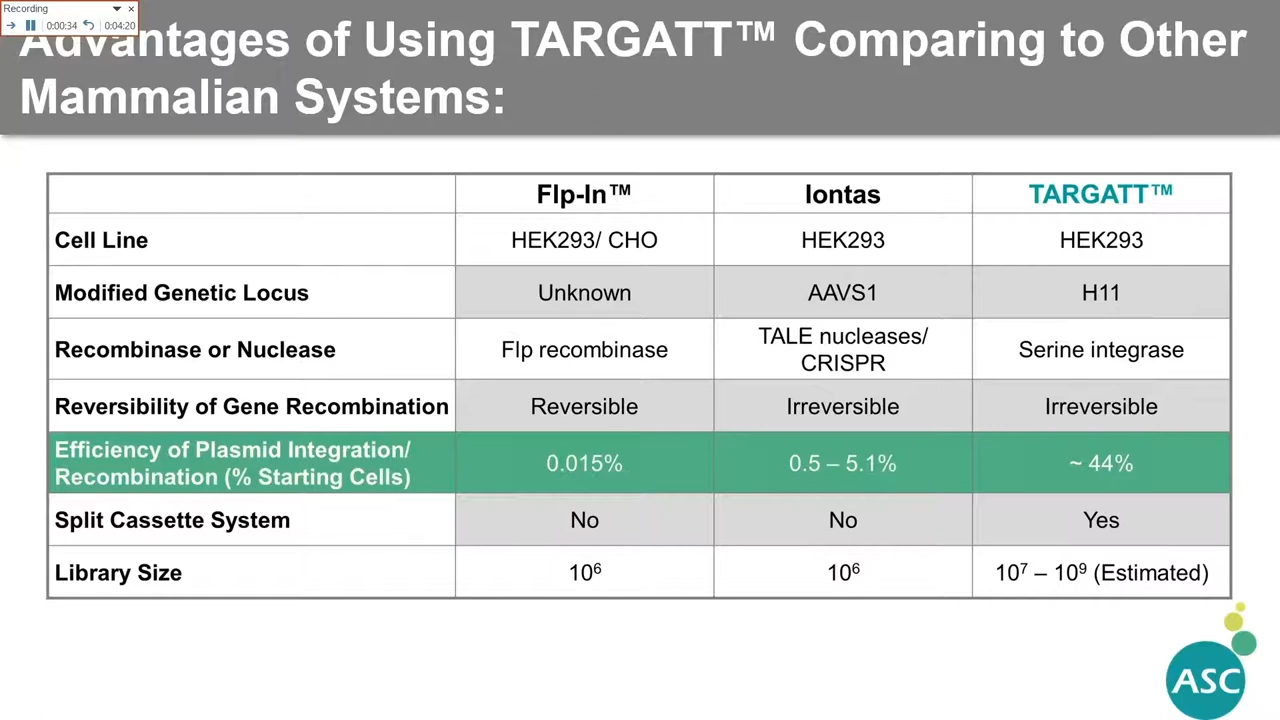 Recording
0:00:34
0:04:20
Advantages of Using TARGATT™ Comparing to Other
Mammalian Systems:
Flp-In™ Iontas TARGATT™
Cell Line HEK293/ CHO HEK293 HEK293
Modified Genetic Locus Unknown AAVS1 H11
Recombinase or Nuclease Flp recombinase TALE nucleases/ CRISPR Serine integrase
Reversibility of Gene Recombination Reversible Irreversible Irreversible
Efficiency of Plasmid Integration/
Recombination (% Starting Cells) 0.015% 0.5 – 5.1% ~ 44%
Split Cassette System No No Yes
Library Size 10⁶ 10⁶ 10⁷ – 10⁹ (Estimated)
ASC